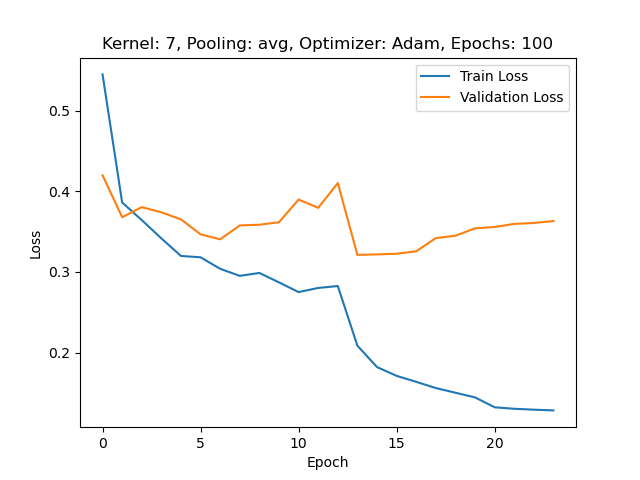 Kernel: 7, Pooling: avg, Optimizer: Adam, Epochs: 100
Train Loss
Validation Loss
0.5
0.4
0.3
0.2
Loss
0
5
10
15
20
Epoch